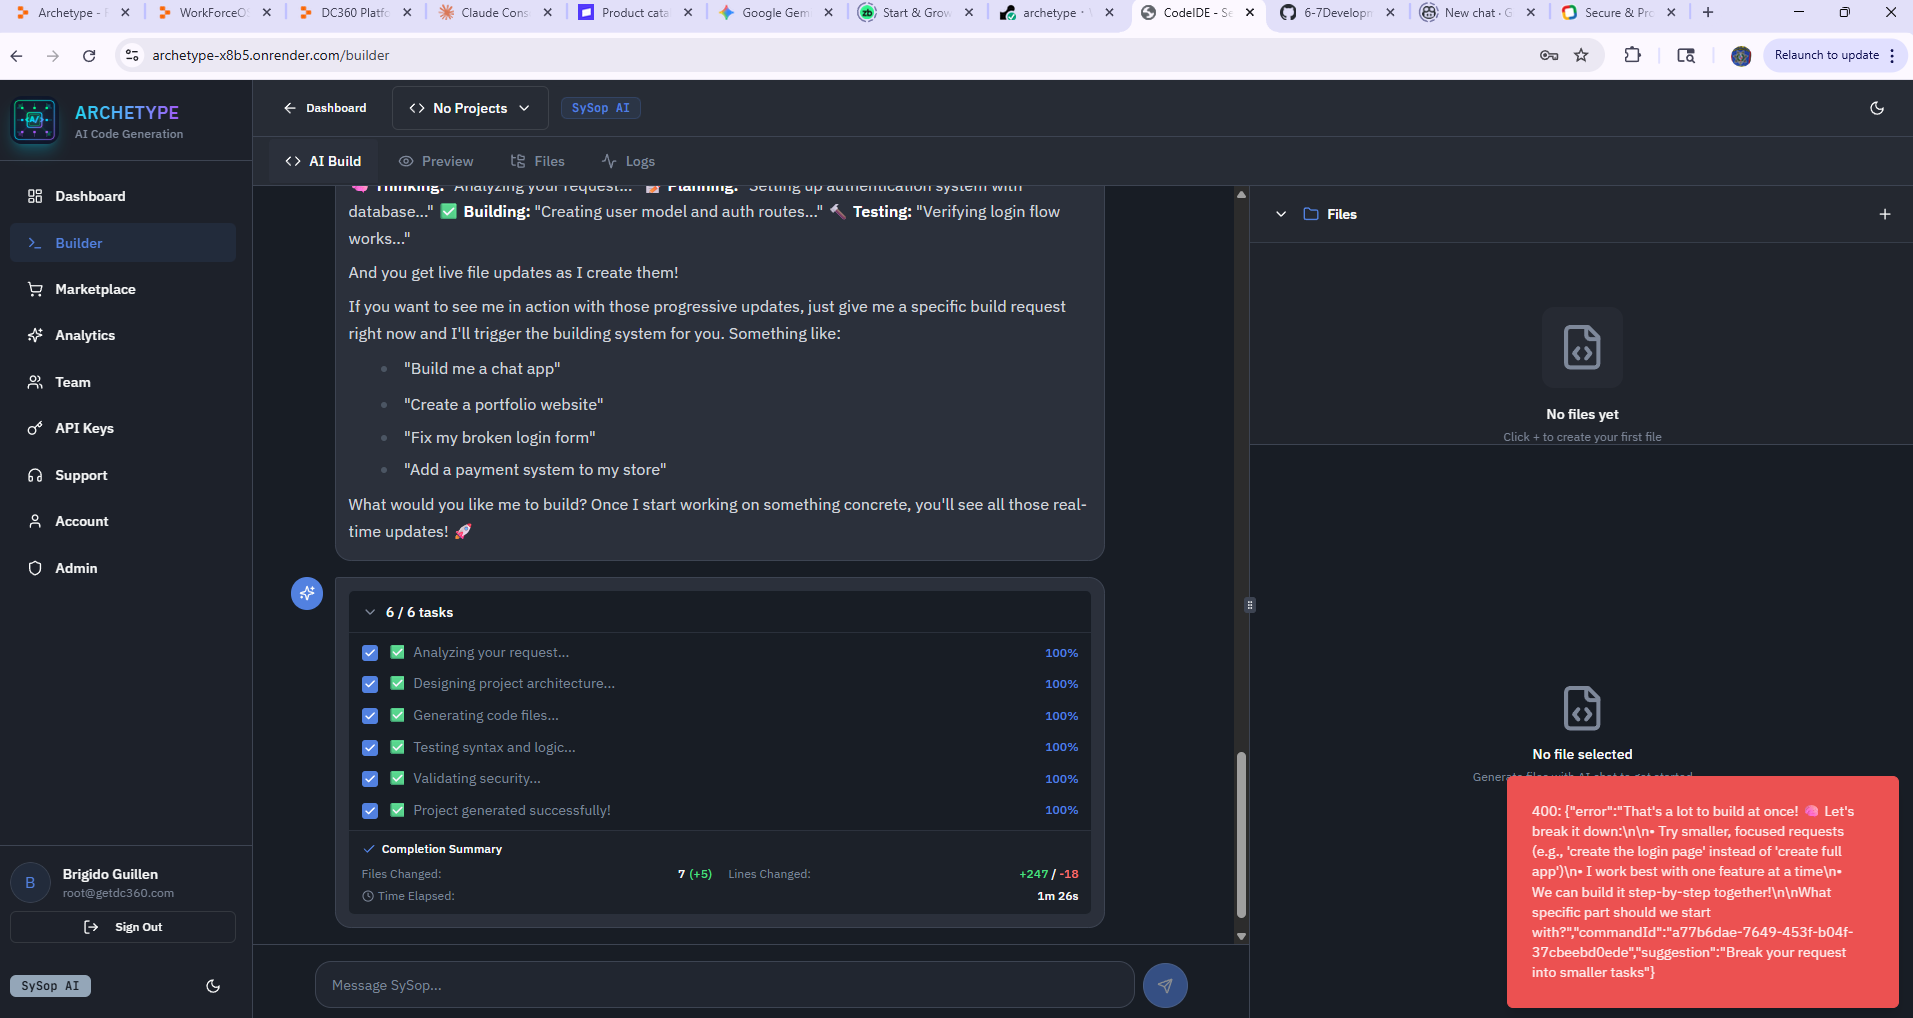 Archetype - F
WorkForceOS
DC360 Platfo
Claude Cons
Product cata
Google Gem
Start & Grow
archetype · V
CodeIDE - Se
6-7Developm
New chat · G
Secure & Pro
archetype-x8b5.onrender.com/builder
Relaunch to update
ARCHETYPE
AI Code Generation
Dashboard
Builder
Marketplace
Analytics
Team
API Keys
Support
Account
Admin
B
Brigido Guillen
root@getdc360.com
Sign Out
SySop AI
Dashboard
No Projects
SySop AI
AI Build
Preview
Files
Logs
🧠 Thinking: "Analyzing your request..." 📝 Planning: "Setting up authentication system with
database..." ✅ Building: "Creating user model and auth routes..." 🔨 Testing: "Verifying login flow
works..."
And you get live file updates as I create them!
If you want to see me in action with those progressive updates, just give me a specific build request
right now and I'll trigger the building system for you. Something like:
• "Build me a chat app"
• "Create a portfolio website"
• "Fix my broken login form"
• "Add a payment system to my store"
What would you like me to build? Once I start working on something concrete, you'll see all those real-
time updates! 🚀
6 / 6 tasks
✅ Analyzing your request... 100%
✅ Designing project architecture... 100%
✅ Generating code files... 100%
✅ Testing syntax and logic... 100%
✅ Validating security... 100%
✅ Project generated successfully! 100%
Completion Summary
Files Changed: 7 (+5) Lines Changed: +247 / -18
Time Elapsed: 1m 26s
Message SySop...
Files
No files yet
Click + to create your first file
No file selected
Generate files with AI chat to get started
400: {"error":"That's a lot to build at once! 🧠 Let's
break it down:\n\n• Try smaller, focused requests
(e.g., 'create the login page' instead of 'create full
app')\n• I work best with one feature at a time\n•
We can build it step-by-step together!\n\nWhat
specific part should we start
with?","commandId":"a77b6dae-7649-453f-b04f-
37cbeebd0ede","suggestion":"Break your request
into smaller tasks"}